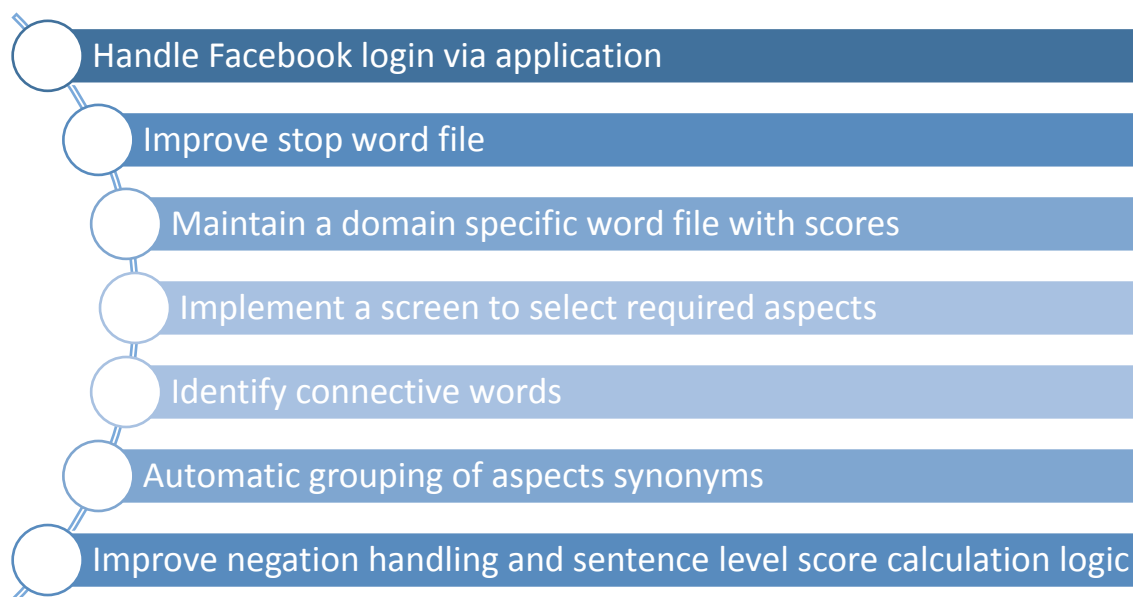 Handle Facebook login via application
Improve stop word file
Maintain a domain specific word file with scores
Implement a screen to select required aspects
Identify connective words
Automatic grouping of aspects synonyms
Improve negation handling and sentence level score calculation logic